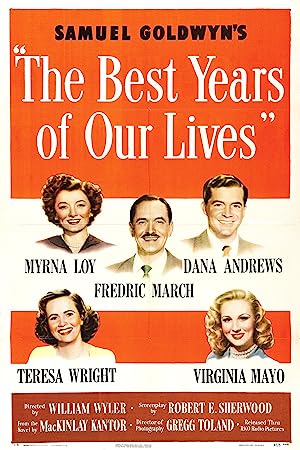 SAMUEL GOLDWYN'S
"The Best Years
of Our Lives"
MYRNA LOY
DANA ANDREWS
FREDRIC MARCH
TERESA WRIGHT
VIRGINIA MAYO
Directed by WILLIAM WYLER
Screenplay by ROBERT E. SHERWOOD
From the Novel by MacKINLAY KANTOR
Director of Photography GREGG TOLAND
Released Thru RKO Radio Pictures